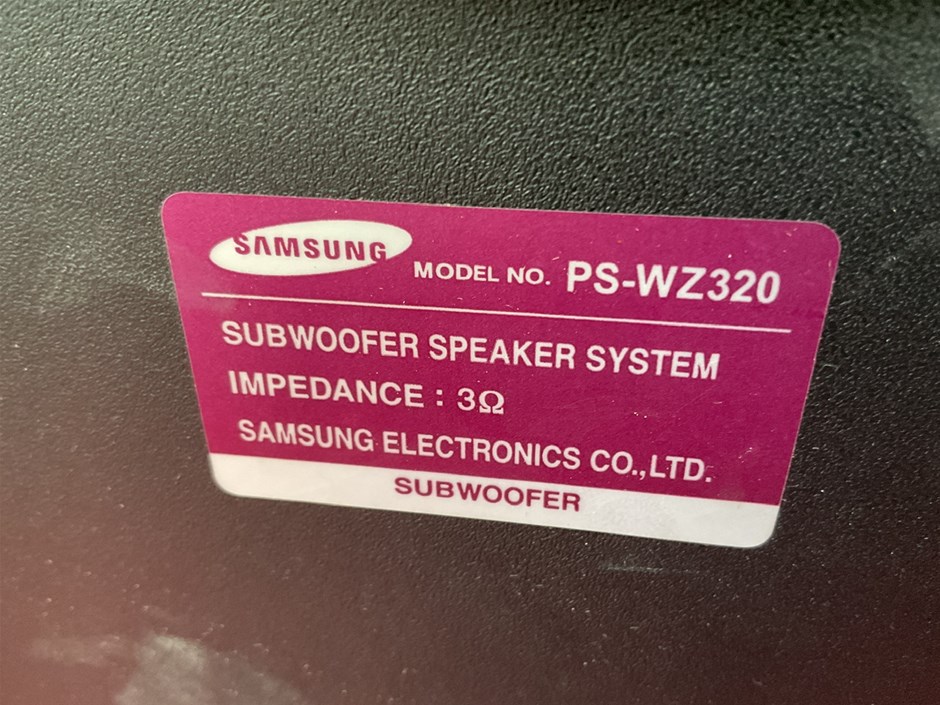 SAMSUNG MODEL NO. PS-WZ320
SUBWOOFER SPEAKER SYSTEM
IMPEDANCE : 3Ω
SAMSUNG ELECTRONICS CO.,LTD.
SUBWOOFER